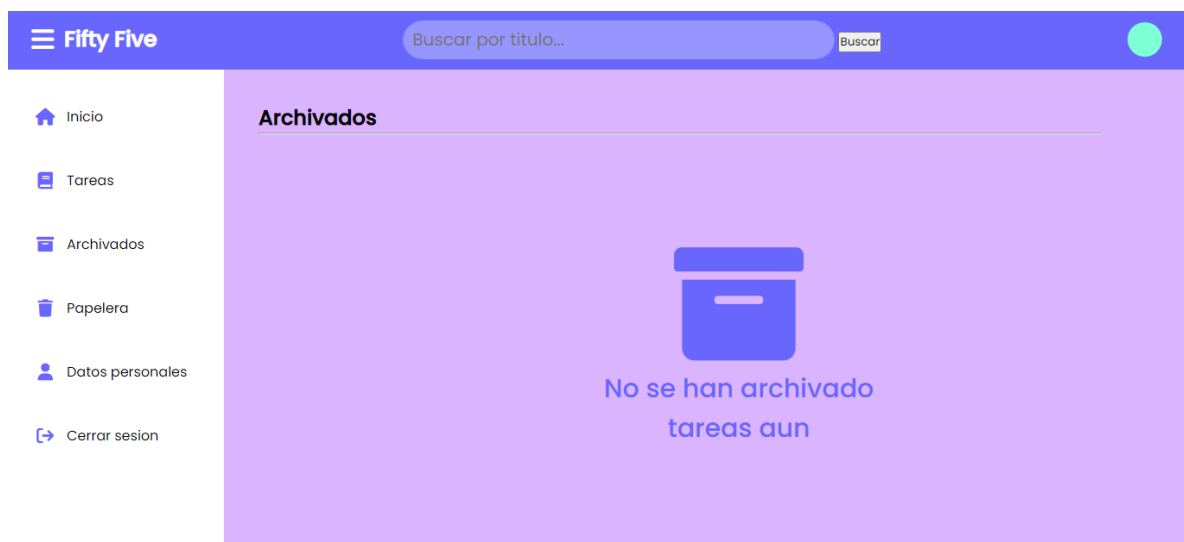 Fifty Five
Buscar por titulo...
Buscar
Inicio
Tareas
Archivados
Papelera
Datos personales
Cerrar sesion
Archivados
No se han archivado
tareas aun